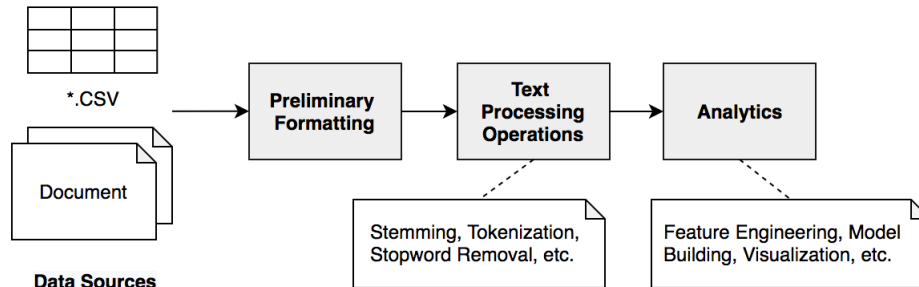 *.CSV
Document
Data Sources
Preliminary
Formatting
Text
Processing
Operations
Analytics
Stemming, Tokenization,
Stopword Removal, etc.
Feature Engineering, Model
Building, Visualization, etc.